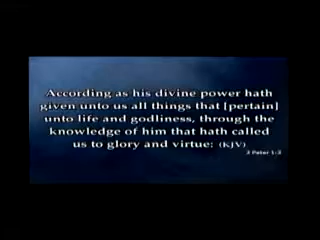 According as his divine power hath
given unto us all things that [pertain]
unto life and godliness, through the
knowledge of him that hath called
us to glory and virtue: (KJV)
2 Peter 1:3